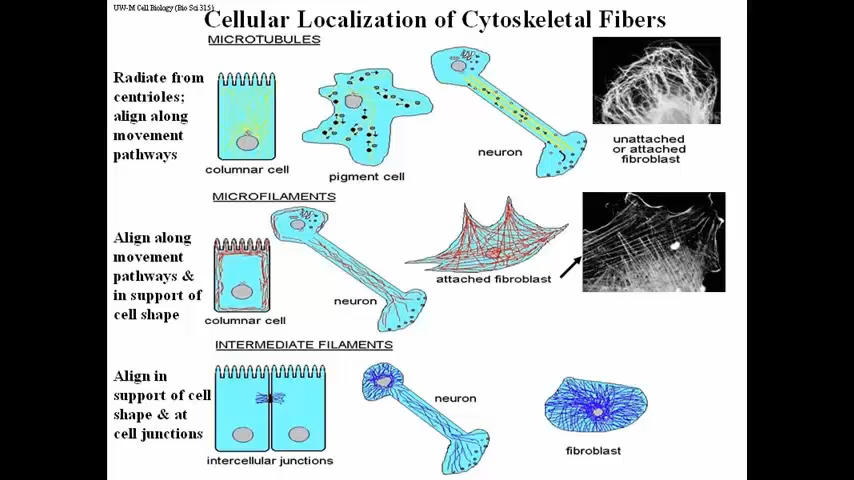 UW-M Cell Biology (Bio Sci 315)
Cellular Localization of Cytoskeletal Fibers
MICROTUBULES
Radiate from
centrioles;
align along
movement
pathways
columnar cell
pigment cell
neuron
unattached
or attached
fibroblast
MICROFILAMENTS
Align along
movement
pathways &
in support of
cell shape
columnar cell
neuron
attached fibroblast
INTERMEDIATE FILAMENTS
Align in
support of cell
shape & at
cell junctions
intercellular junctions
neuron
fibroblast